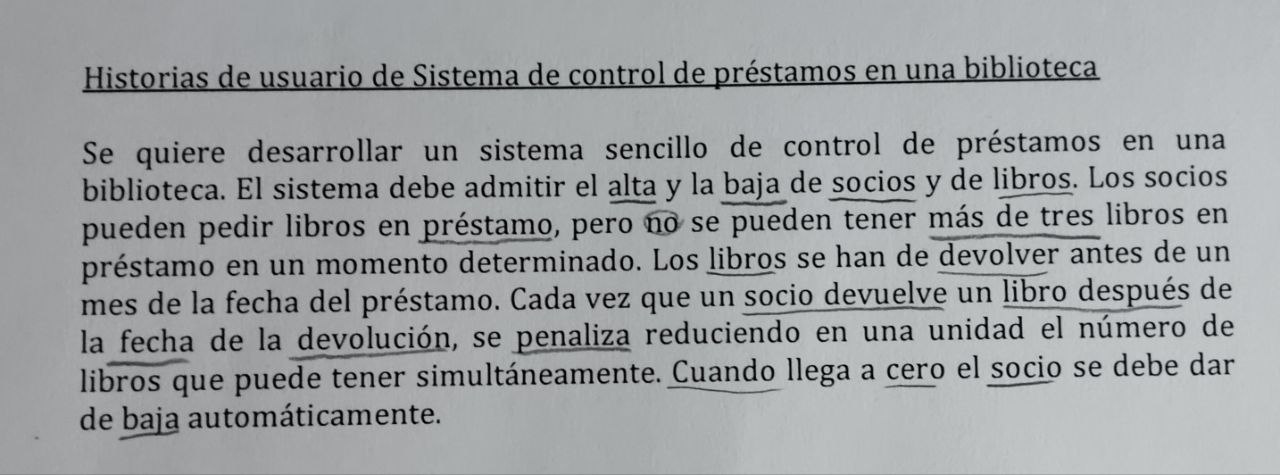 Historias de usuario de Sistema de control de préstamos en una biblioteca
Se quiere desarrollar un sistema sencillo de control de préstamos en una
biblioteca. El sistema debe admitir el alta y la baja de socios y de libros. Los socios
pueden pedir libros en préstamo, pero no se pueden tener más de tres libros en
préstamo en un momento determinado. Los libros se han de devolver antes de un
mes de la fecha del préstamo. Cada vez que un socio devuelve un libro después de
la fecha de la devolución, se penaliza reduciendo en una unidad el número de
libros que puede tener simultáneamente. Cuando llega a cero el socio se debe dar
de baja automáticamente.